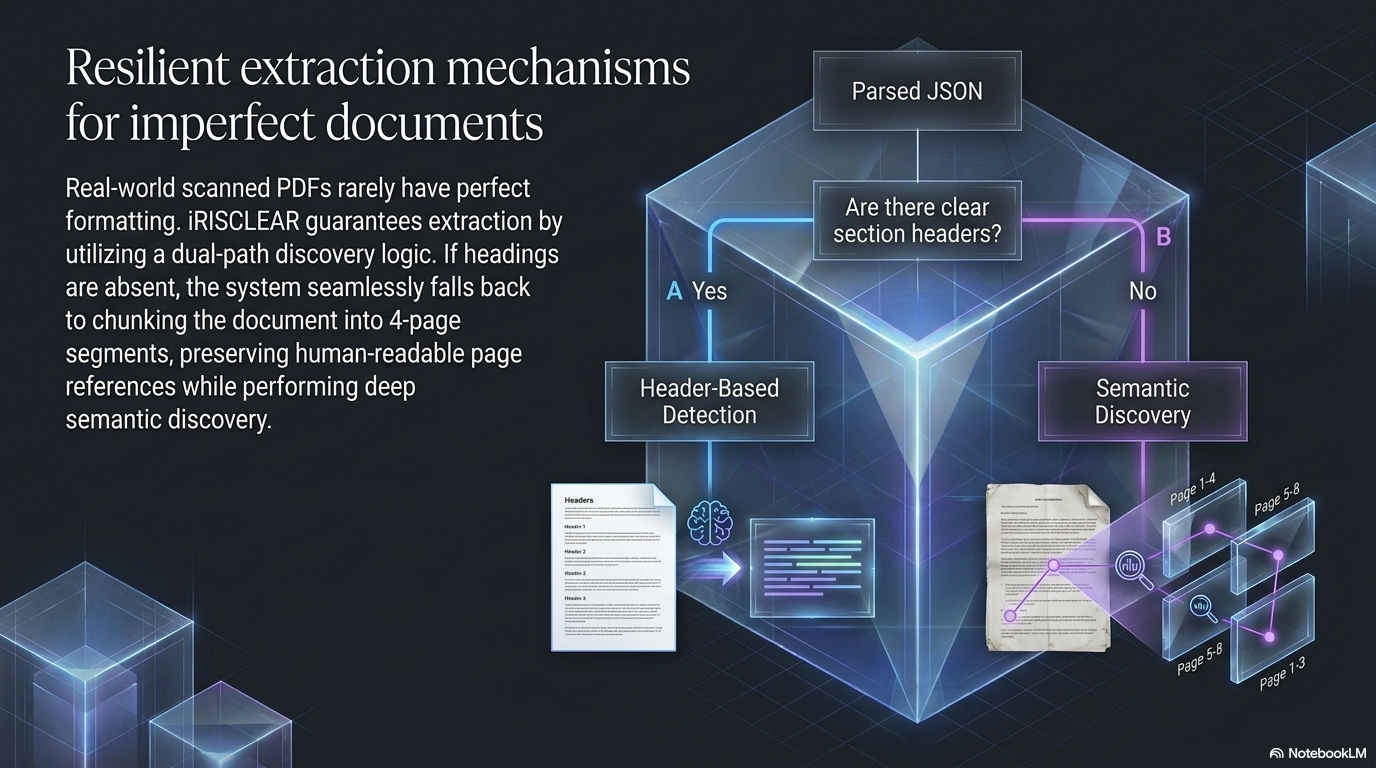 Resilient extraction mechanisms
for imperfect documents
Real-world scanned PDFs rarely have perfect
formatting. iRISCLEAR guarantees extraction by
utilizing a dual-path discovery logic. If headings
are absent, the system seamlessly falls back
to chunking the document into 4-page
segments, preserving human-readable page
references while performing deep
semantic discovery.
Parsed JSON
Are there clear
section headers?
A Yes
B
No
Header-Based
Detection
Semantic
Discovery
Headers
Header 1
Header 2
Header 3
Header
Page 1-4
Page 5-8
Page 5-8
Page 1-3
NotebookLM